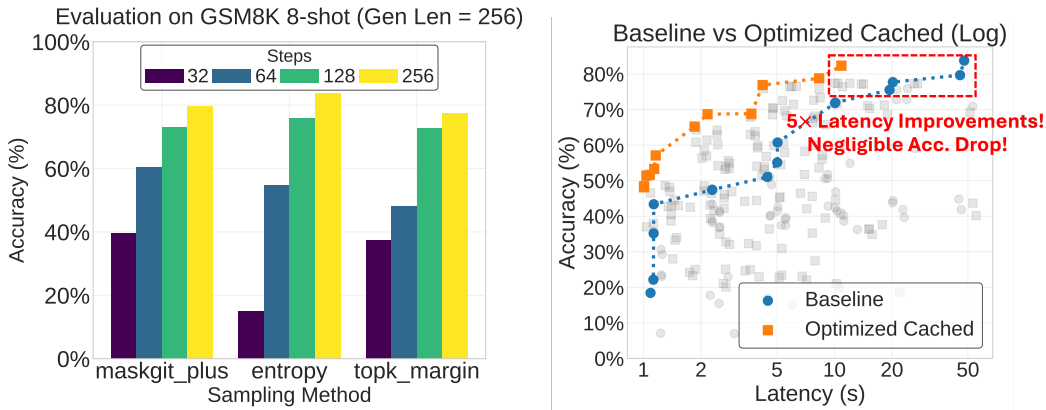 Evaluation on GSM8K 8-shot (Gen Len = 256)
Steps
32 64 128 256
100%
80%
60%
40%
20%
0%
Accuracy (%)
maskgit_plus entropy topk_margin
Sampling Method
Baseline vs Optimized Cached (Log)
80%
70%
60%
50%
40%
30%
20%
10%
0%
Accuracy (%)
5× Latency Improvements!
Negligible Acc. Drop!
Baseline
Optimized Cached
1 2 5 10 20 50
Latency (s)